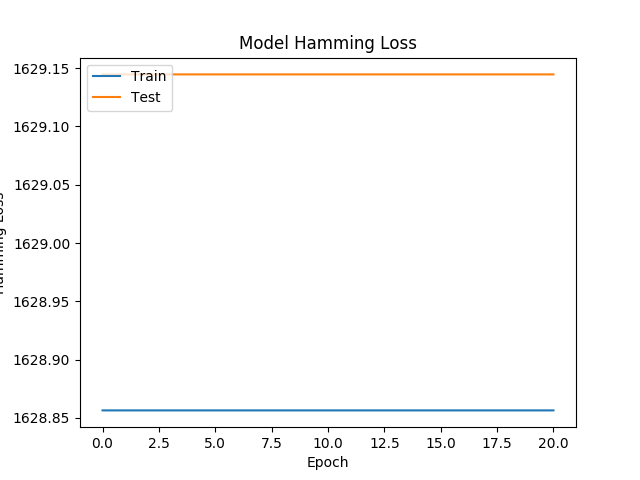 Model Hamming Loss
1629.15
1629.10
1629.05
1629.00
1628.95
1628.90
1628.85
Hamming Loss
Train
Test
0.0 2.5 5.0 7.5 10.0 12.5 15.0 17.5 20.0
Epoch